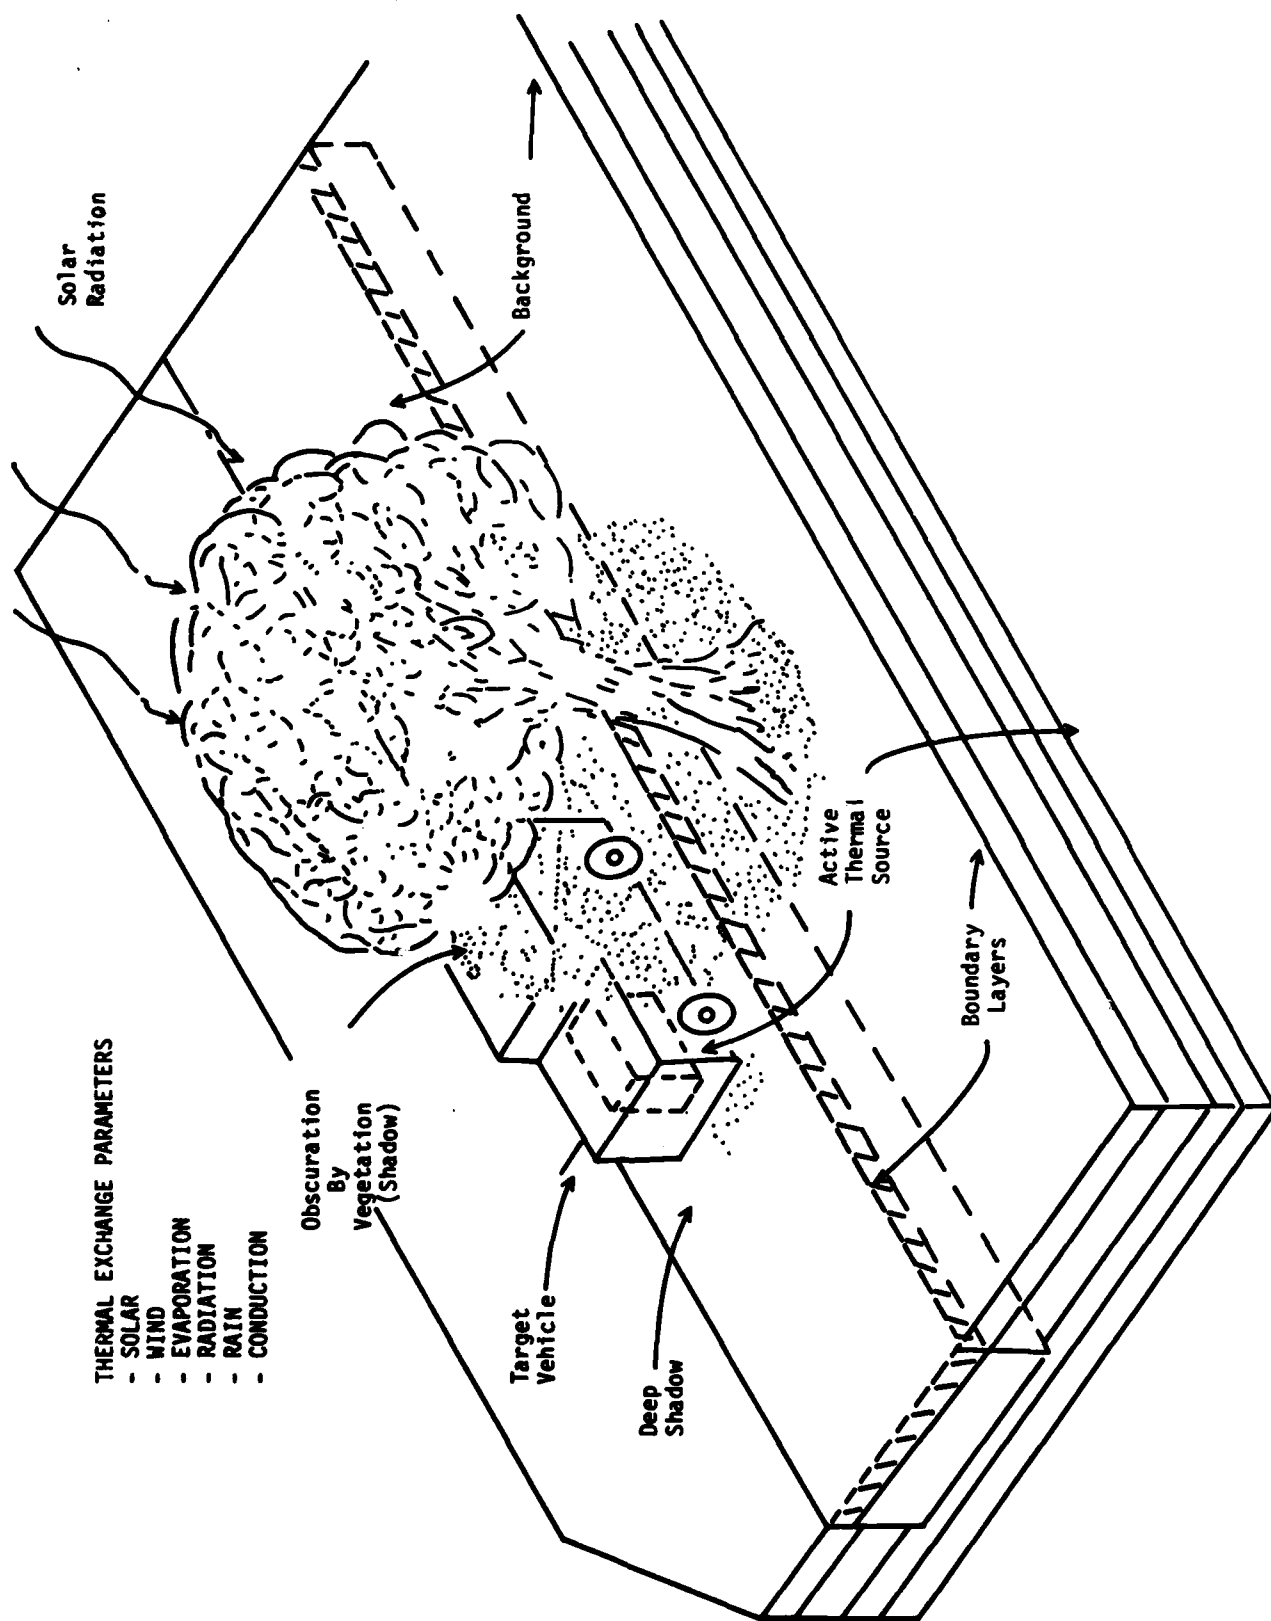 THERMAL EXCHANGE PARAMETERS
- SOLAR
- WIND
- EVAPORATION
- RADIATION
- RAIN
- CONDUCTION
Solar
Radiation
Obscuration
By
Vegetation
(Shadow)
Target
Vehicle
Background
Deep
Shadow
Active
Thermal
Source
Boundary
Layers